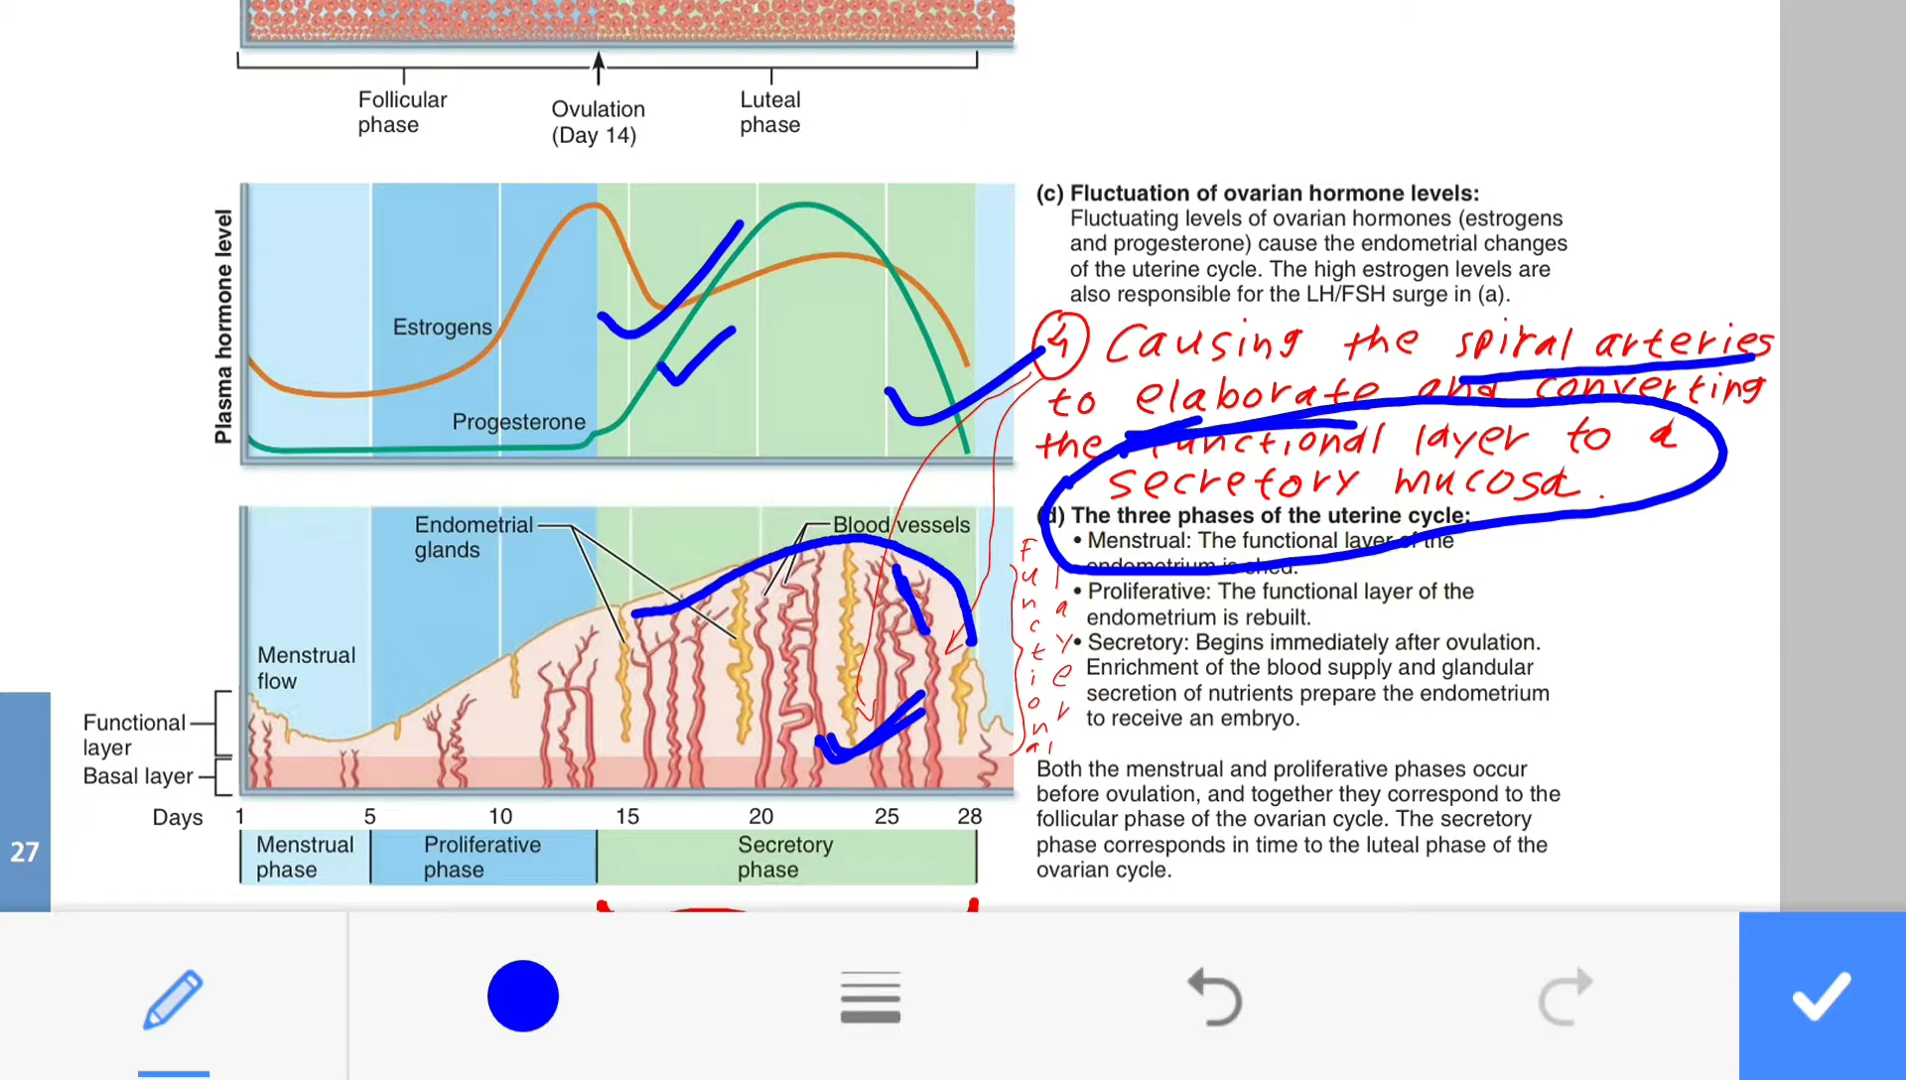 Follicular
phase
Ovulation
(Day 14)
Luteal
phase
Plasma hormone level
Estrogens
Progesterone
(c) Fluctuation of ovarian hormone levels:
Fluctuating levels of ovarian hormones (estrogens
and progesterone) cause the endometrial changes
of the uterine cycle. The high estrogen levels are
also responsible for the LH/FSH surge in (a).
4 Causing the spiral arteries
to elaborate and converting
the functional layer to a
secretory mucosa.
Endometrial
glands
Blood vessels
Menstrual
flow
Functional
layer
Basal layer
Functional
layer
(d) The three phases of the uterine cycle:
• Menstrual: The functional layer of the
endometrium is shed.
• Proliferative: The functional layer of the
endometrium is rebuilt.
• Secretory: Begins immediately after ovulation.
Enrichment of the blood supply and glandular
secretion of nutrients prepare the endometrium
to receive an embryo.
Both the menstrual and proliferative phases occur
before ovulation, and together they correspond to the
follicular phase of the ovarian cycle. The secretory
phase corresponds in time to the luteal phase of the
ovarian cycle.
Days 1 5 10 15 20 25 28
Menstrual
phase
Proliferative
phase
Secretory
phase
27